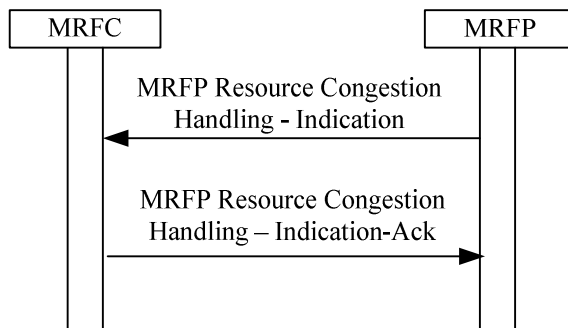 MRFC
MRFP
MRFP Resource Congestion
Handling - Indication
MRFP Resource Congestion
Handling – Indication-Ack